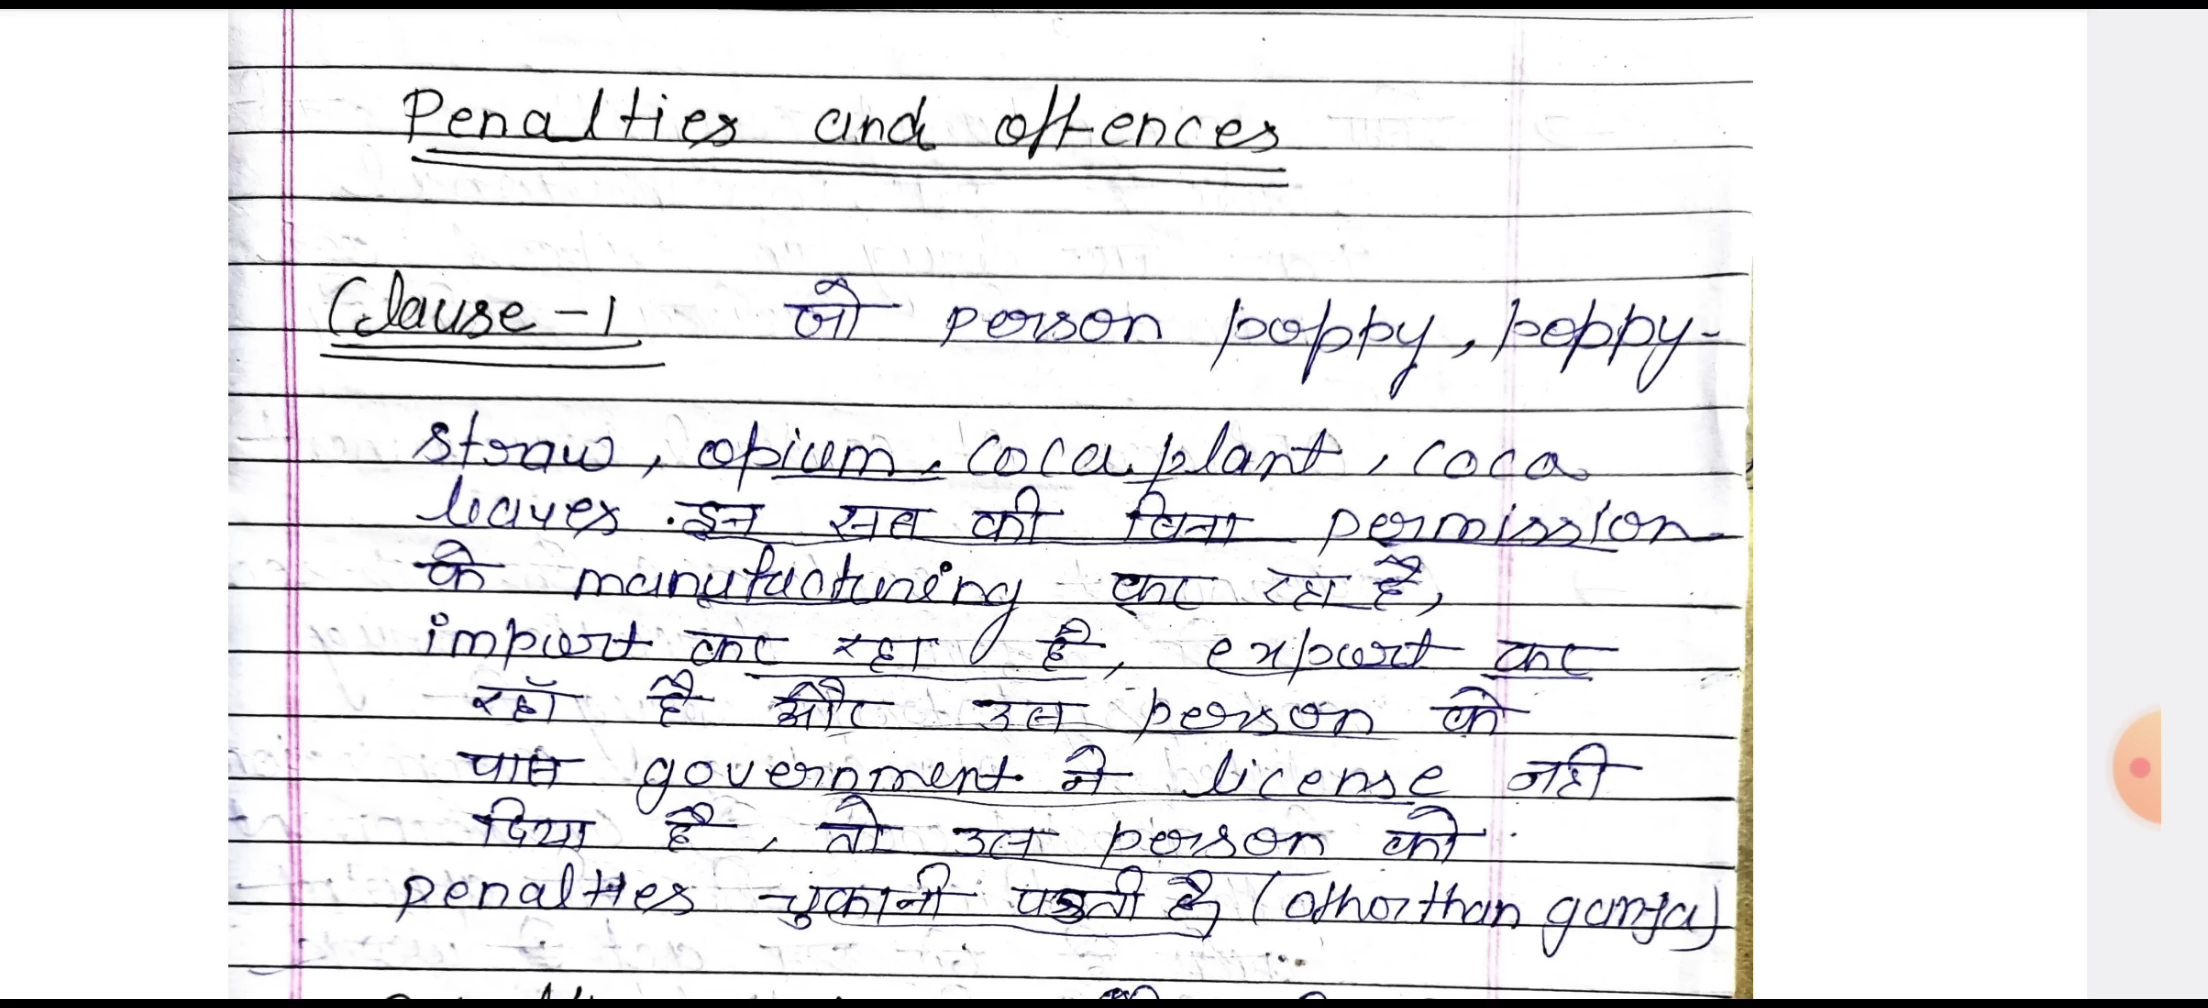 Penalties and offences
Clause - 1 जो person poppy, poppy-
straw, opium, coca plant, coca
leaves. इन सब को बिना permission
के manufacturing कर रहा है,
import कर रहा है, export कर
रहाँ है और उस person के
पास government ने license नही
दिया है, तो उस person को
penalties चुकानी पडती है (other than ganja)